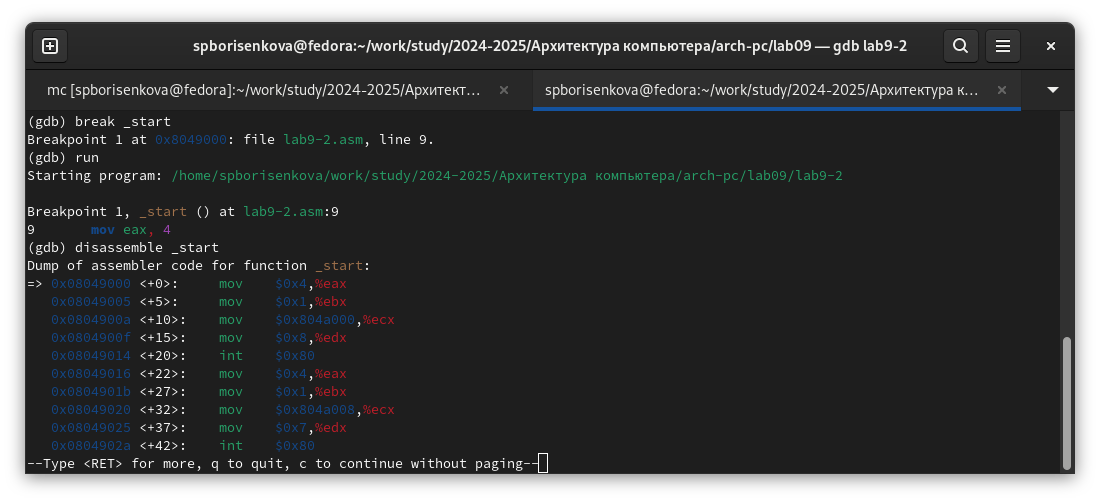 spborisenkova@fedora:~/work/study/2024-2025/Архитектура компьютера/arch-pc/lab09 — gdb lab9-2
mc [spborisenkova@fedora]:~/work/study/2024-2025/Архитект...
spborisenkova@fedora:~/work/study/2024-2025/Архитектура к...
(gdb) break _start
Breakpoint 1 at 0x8049000: file lab9-2.asm, line 9.
(gdb) run
Starting program: /home/spborisenkova/work/study/2024-2025/Архитектура компьютера/arch-pc/lab09/lab9-2
Breakpoint 1, _start () at lab9-2.asm:9
9       mov eax, 4
(gdb) disassemble _start
Dump of assembler code for function _start:
=> 0x08049000 <+0>:     mov    $0x4,%eax
   0x08049005 <+5>:     mov    $0x1,%ebx
   0x0804900a <+10>:    mov    $0x804a000,%ecx
   0x0804900f <+15>:    mov    $0x8,%edx
   0x08049014 <+20>:    int    $0x80
   0x08049016 <+22>:    mov    $0x4,%eax
   0x0804901b <+27>:    mov    $0x1,%ebx
   0x08049020 <+32>:    mov    $0x804a008,%ecx
   0x08049025 <+37>:    mov    $0x7,%edx
   0x0804902a <+42>:    int    $0x80
--Type <RET> for more, q to quit, c to continue without paging--